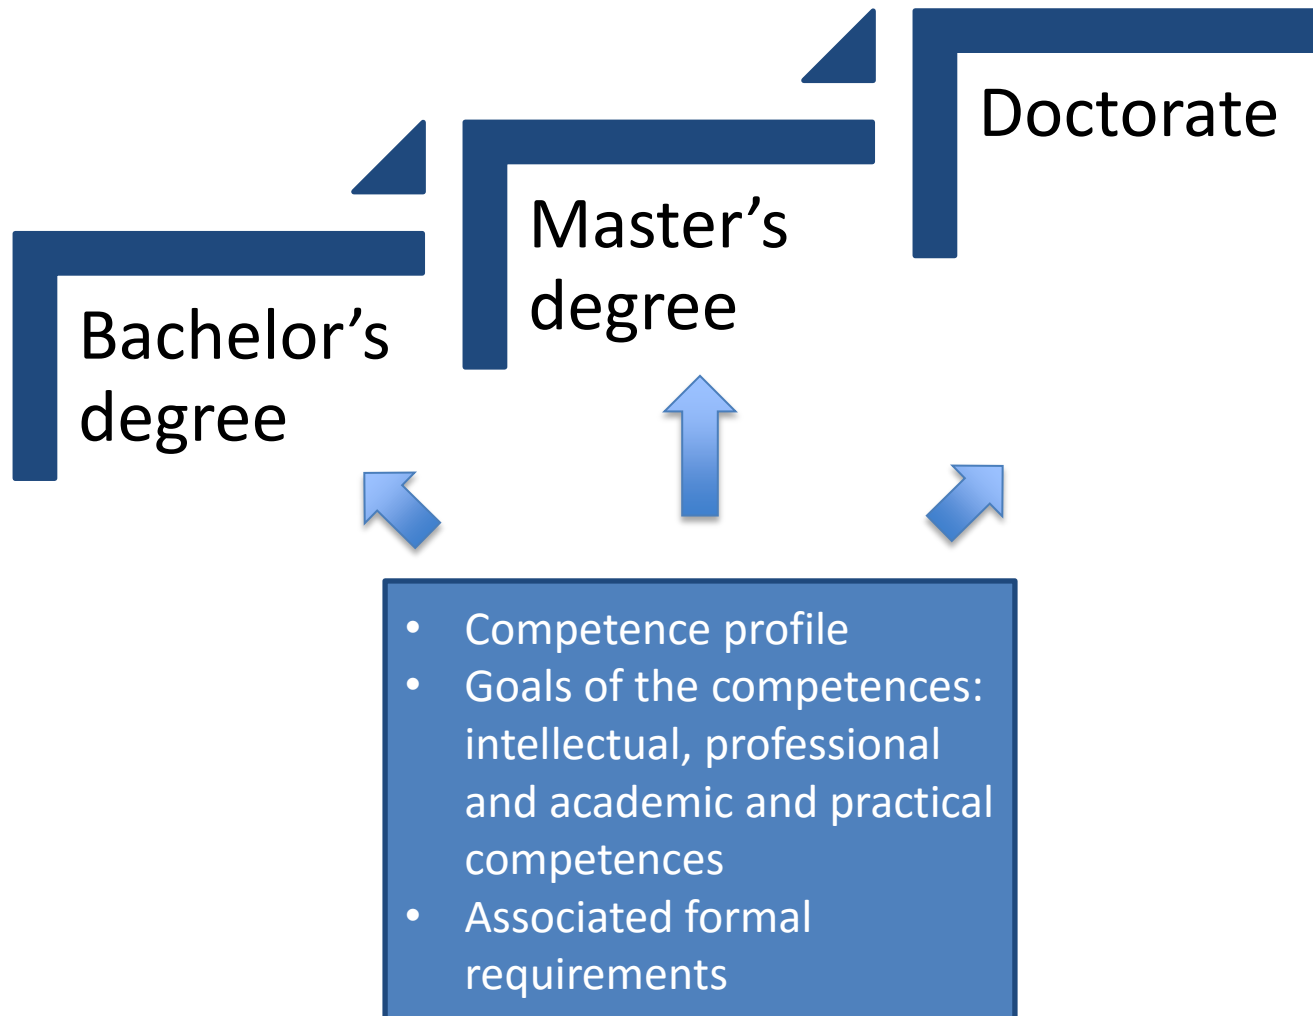 Doctorate
Master’s
degree
Bachelor’s
degree
• Competence profile
• Goals of the competences:
intellectual, professional
and academic and practical
competences
• Associated formal
requirements